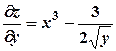 ∂z/∂y = x³ − 3/(2√y)